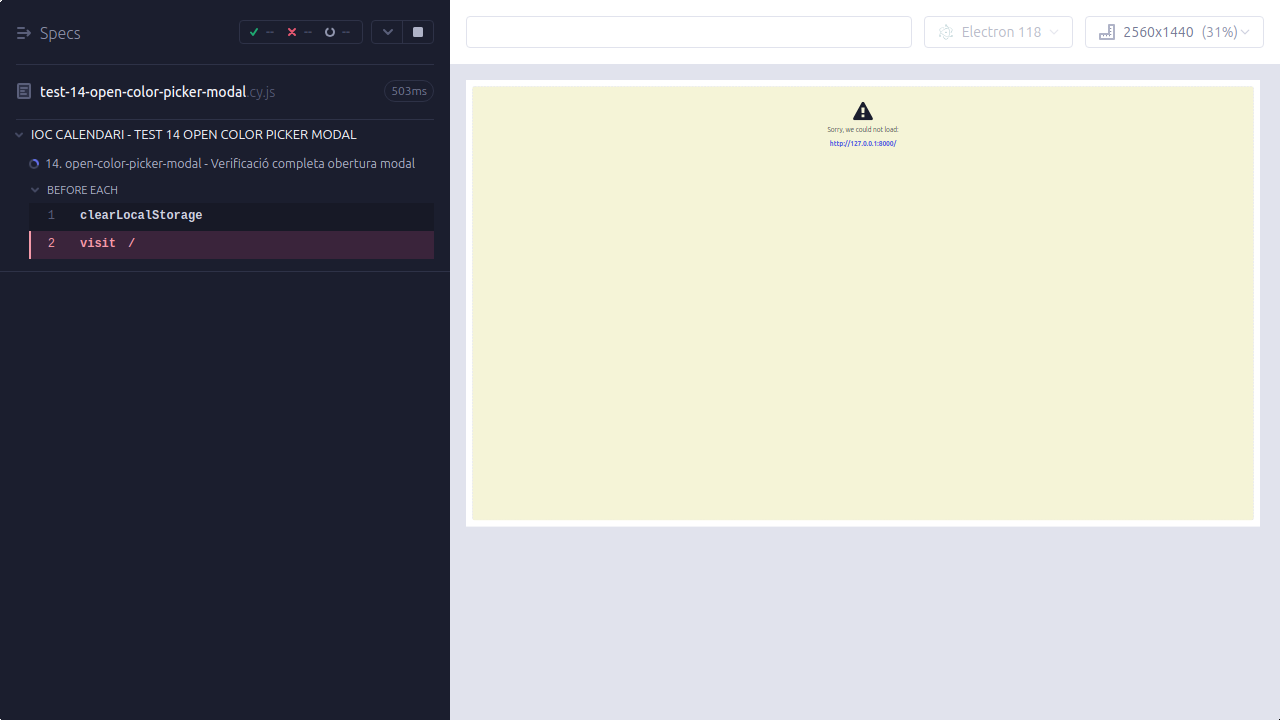 Specs
--
--
--
test-14-open-color-picker-modal.cy.js
503ms
IOC CALENDARI - TEST 14 OPEN COLOR PICKER MODAL
14. open-color-picker-modal - Verificació completa obertura modal
BEFORE EACH
1 clearLocalStorage
2 visit /
Electron 118
2560x1440 (31%)
Sorry, we could not load:
http://127.0.0.1:8000/